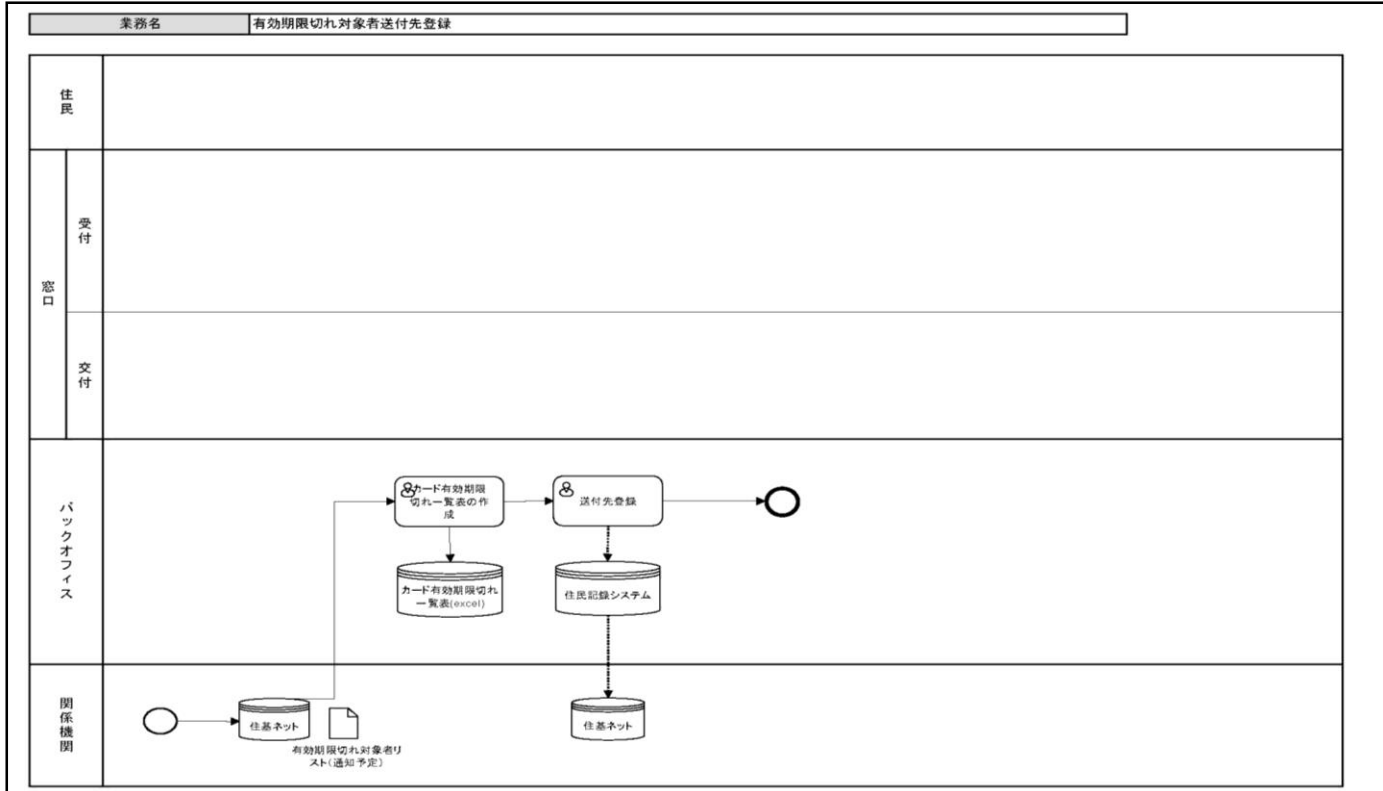 業務名
有効期限切れ対象者送付先登録
住民
窓口
受付
交付
バックオフィス
カード有効期限
切れ一覧表の作
成
送付先登録
カード有効期限切れ
一覧表(excel)
住民記録システム
関係機関
住基ネット
有効期限切れ対象者リ
スト(通知予定)
住基ネット